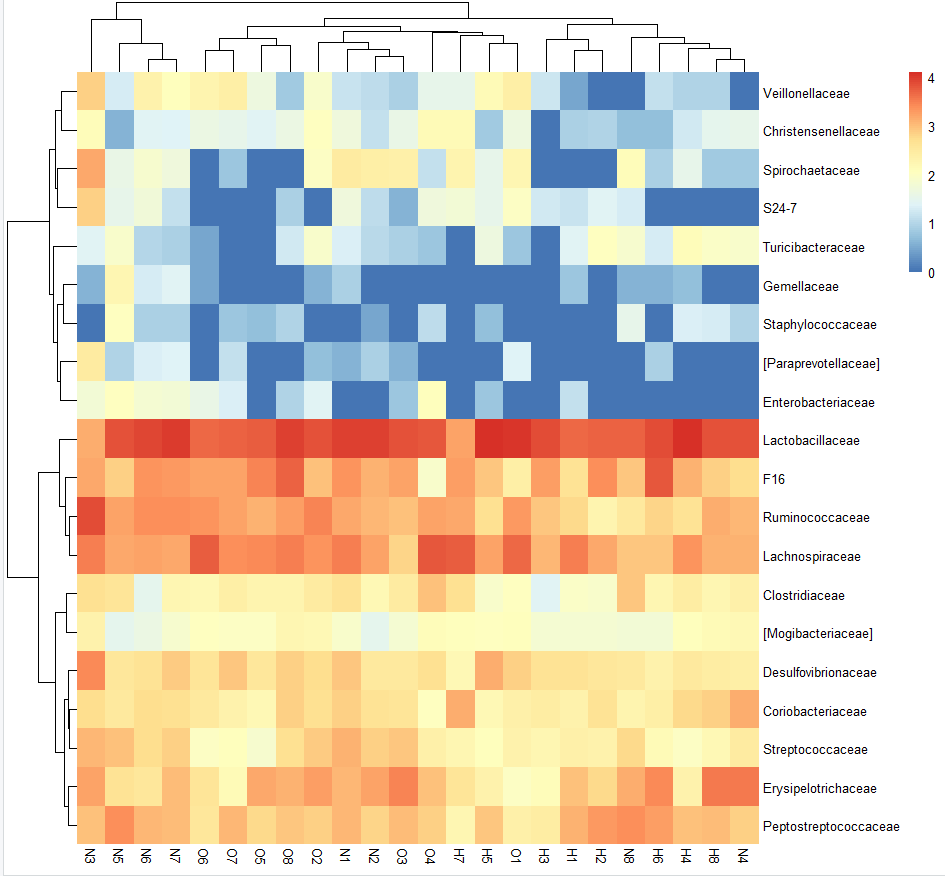 4
3
2
1
0
Veillonellaceae
Christensenellaceae
Spirochaetaceae
S24-7
Turicibacteraceae
Gemellaceae
Staphylococcaceae
[Paraprevotellaceae]
Enterobacteriaceae
Lactobacillaceae
F16
Ruminococcaceae
Lachnospiraceae
Clostridiaceae
[Mogibacteriaceae]
Desulfovibrionaceae
Coriobacteriaceae
Streptococcaceae
Erysipelotrichaceae
Peptostreptococcaceae
N3 N5 N6 N7 O6 O7 O5 O8 O2 N1 N2 O3 O4 H7 H5 O1 H3 H1 H2 N8 H6 H4 H8 N4